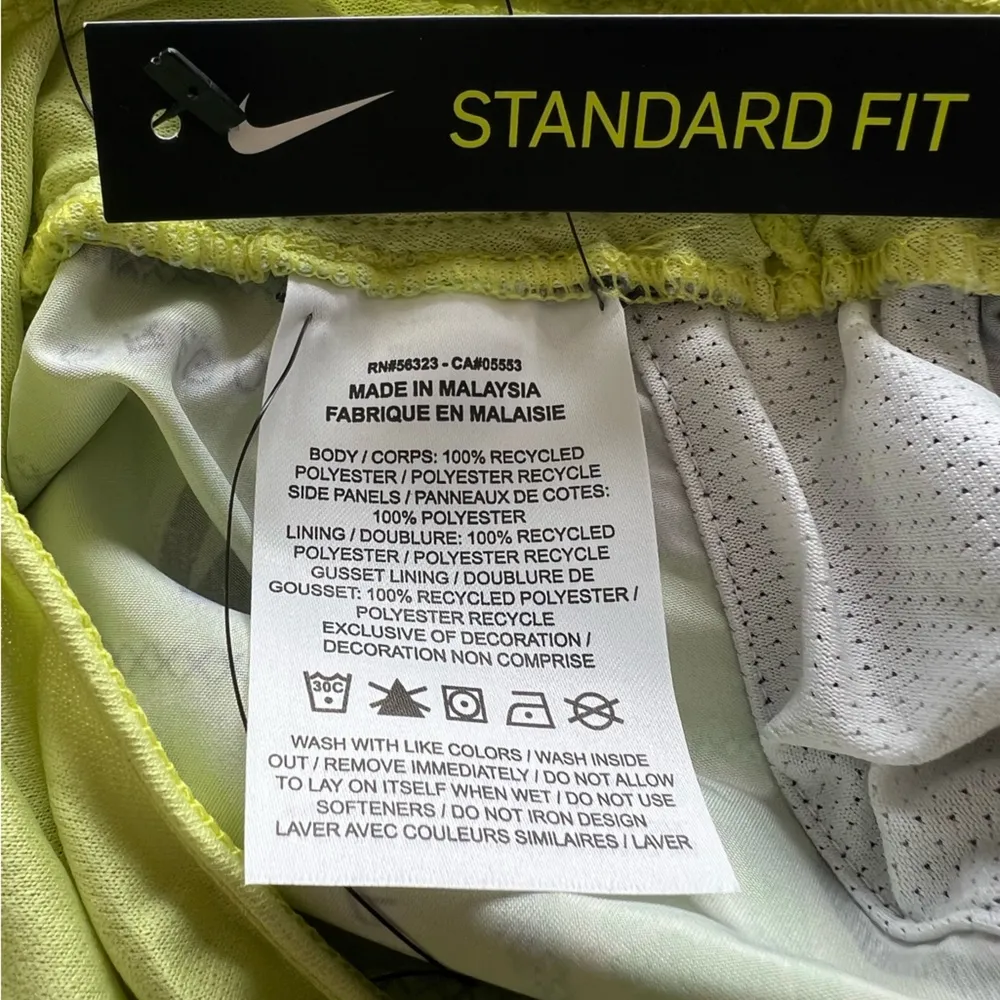 STANDARD FIT
RN#56323 - CA#05553
MADE IN MALAYSIA
FABRIQUE EN MALAISIE
BODY / CORPS: 100% RECYCLED
POLYESTER / POLYESTER RECYCLE
SIDE PANELS / PANNEAUX DE COTES:
100% POLYESTER
LINING / DOUBLURE: 100% RECYCLED
POLYESTER / POLYESTER RECYCLE
GUSSET LINING / DOUBLURE DE
GOUSSET: 100% RECYCLED POLYESTER /
POLYESTER RECYCLE
EXCLUSIVE OF DECORATION /
DECORATION NON COMPRISE
30C
WASH WITH LIKE COLORS / WASH INSIDE
OUT / REMOVE IMMEDIATELY / DO NOT ALLOW
TO LAY ON ITSELF WHEN WET / DO NOT USE
SOFTENERS / DO NOT IRON DESIGN
LAVER AVEC COULEURS SIMILAIRES / LAVER